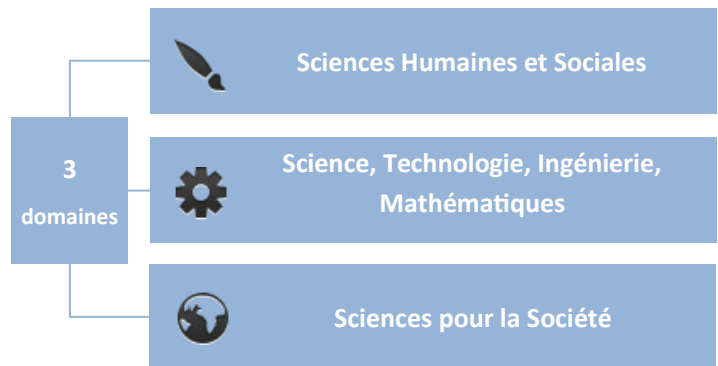 3
domaines
Sciences Humaines et Sociales
Science, Technologie, Ingénierie,
Mathématiques
Sciences pour la Société